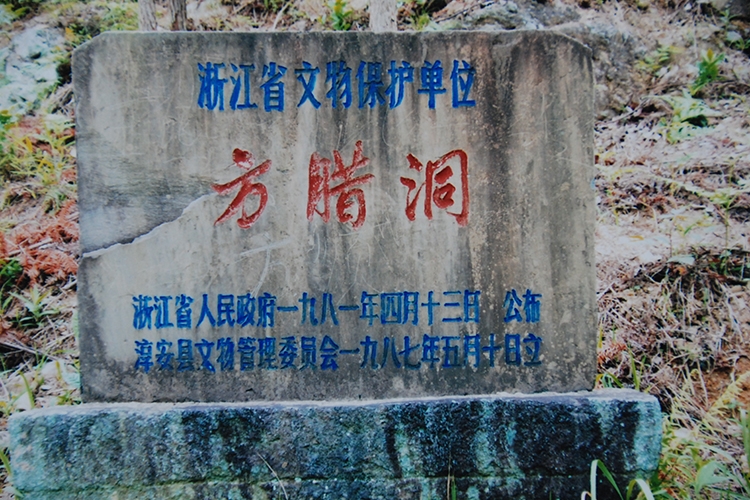 浙江省文物保护单位
方腊洞
浙江省人民政府一九八一年四月十三日 公布
淳安县文物管理委员会一九八七年五月十日立